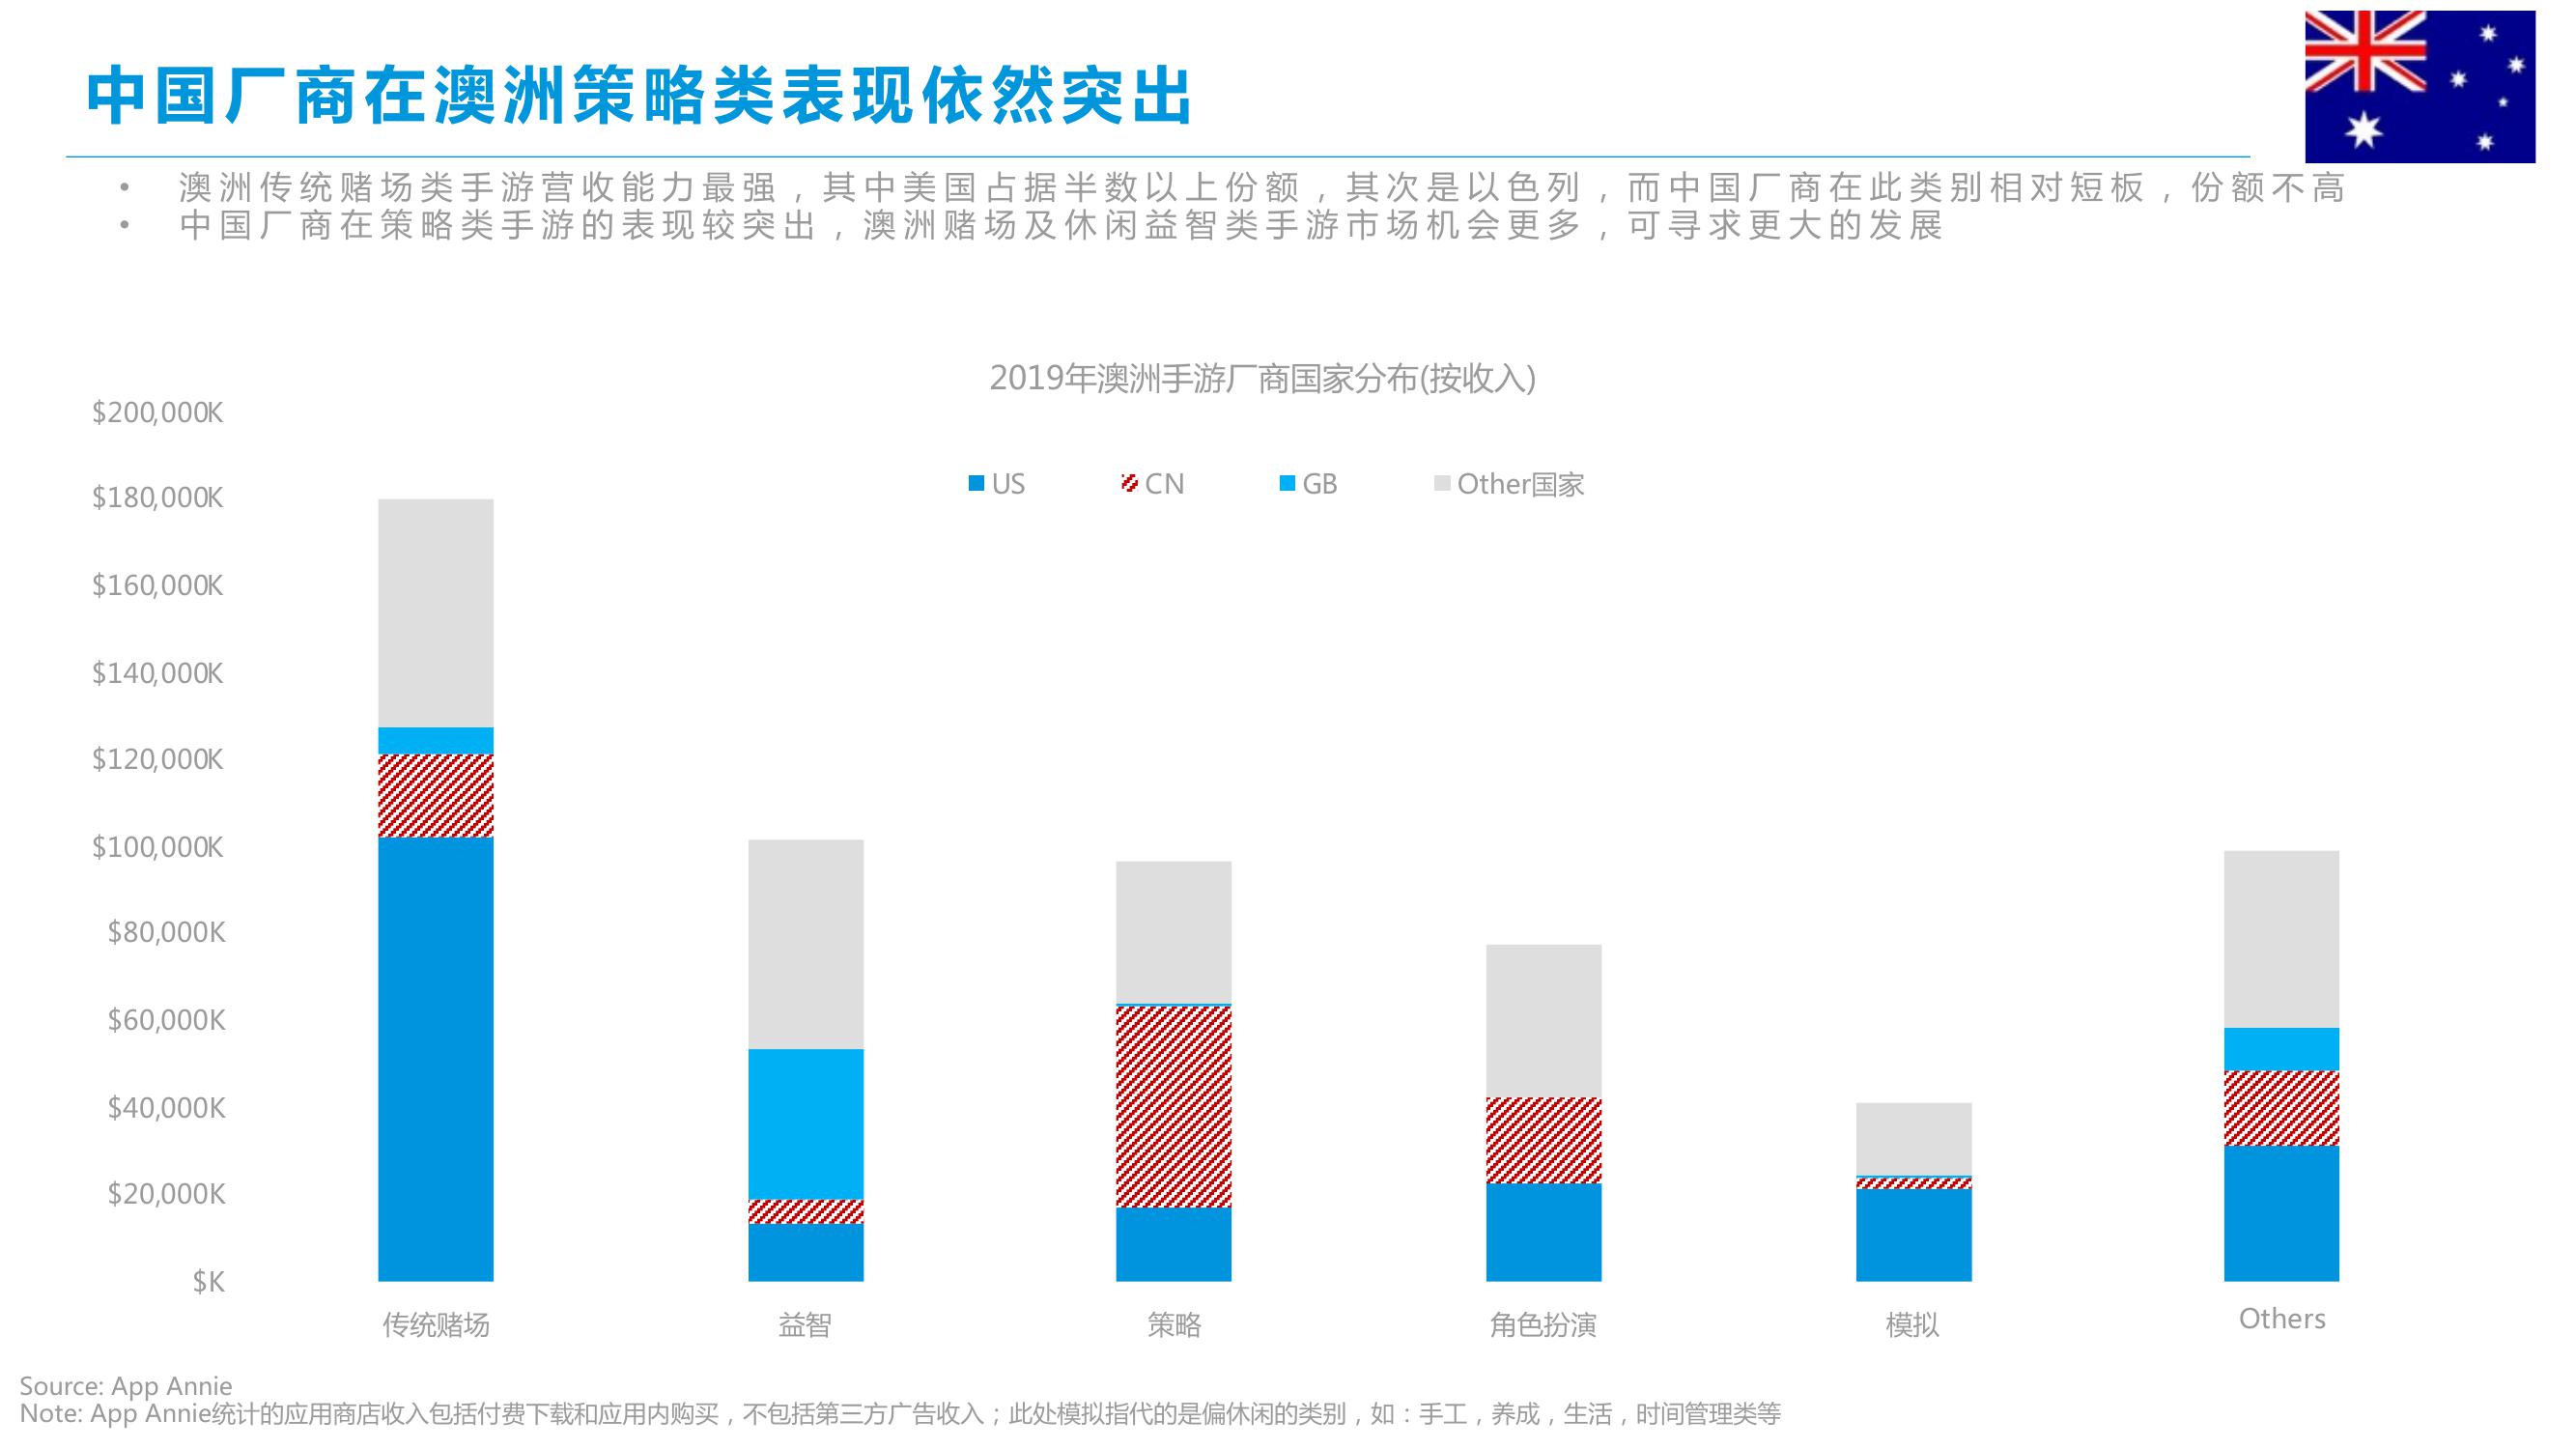 中国厂商在澳洲策略类表现依然突出
• 澳洲传统赌场类手游营收能力最强，其中美国占据半数以上份额，其次是以色列，而中国厂商在此类别相对短板，份额不高
• 中国厂商在策略类手游的表现较突出，澳洲赌场及休闲益智类手游市场机会更多，可寻求更大的发展
2019年澳洲手游厂商国家分布(按收入)
US CN GB Other国家
$200,000K
$180,000K
$160,000K
$140,000K
$120,000K
$100,000K
$80,000K
$60,000K
$40,000K
$20,000K
$K
传统赌场 益智 策略 角色扮演 模拟 Others
Source: App Annie
Note: App Annie统计的应用商店收入包括付费下载和应用内购买，不包括第三方广告收入；此处模拟指代的是偏休闲的类别，如：手工，养成，生活，时间管理类等